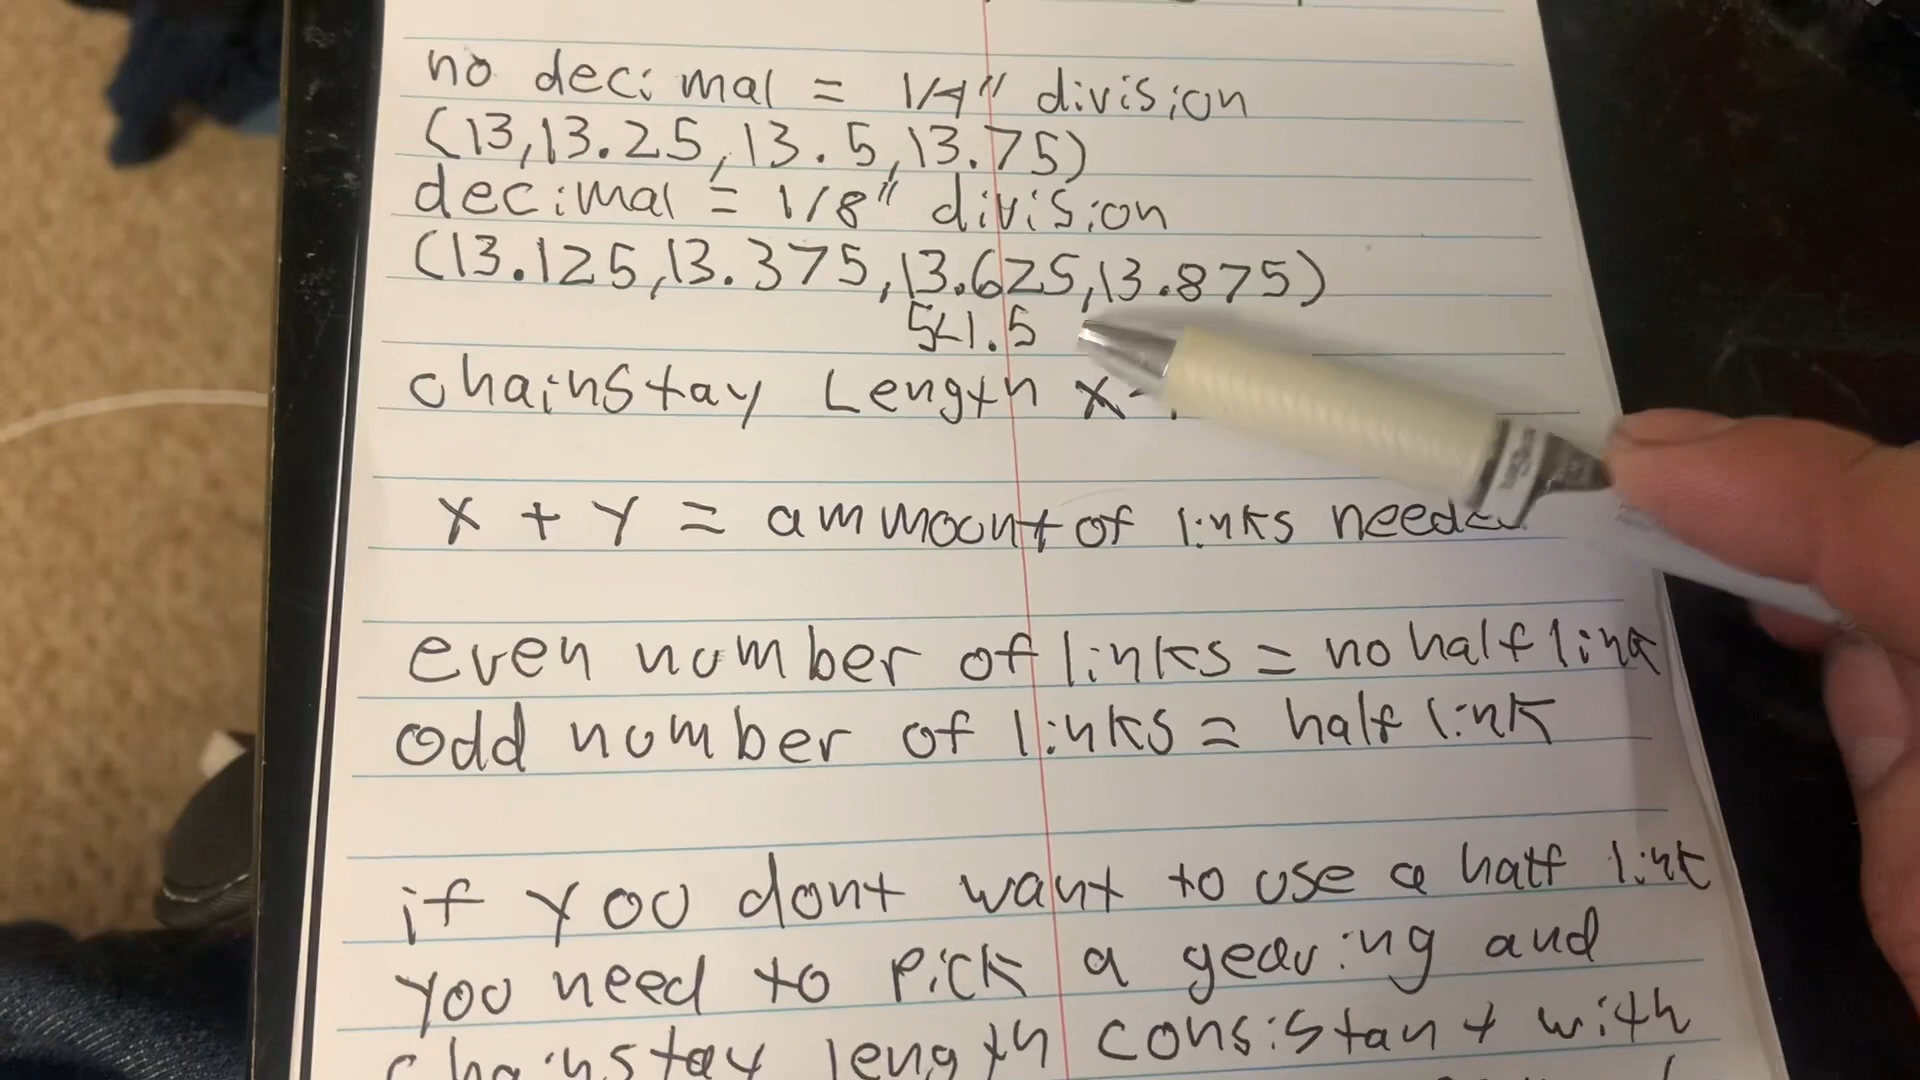 no decimal = 1/4" division
(13,13.25,13.5,13.75)
decimal = 1/8" division
(13.125,13.375,13.625,13.875)
54.5
chainstay Length x
x + y = ammount of links
even number of links = no half link
odd number of links = half link
if you dont want to use a half link
you need to pick a gearing and
chainstay length consistant with